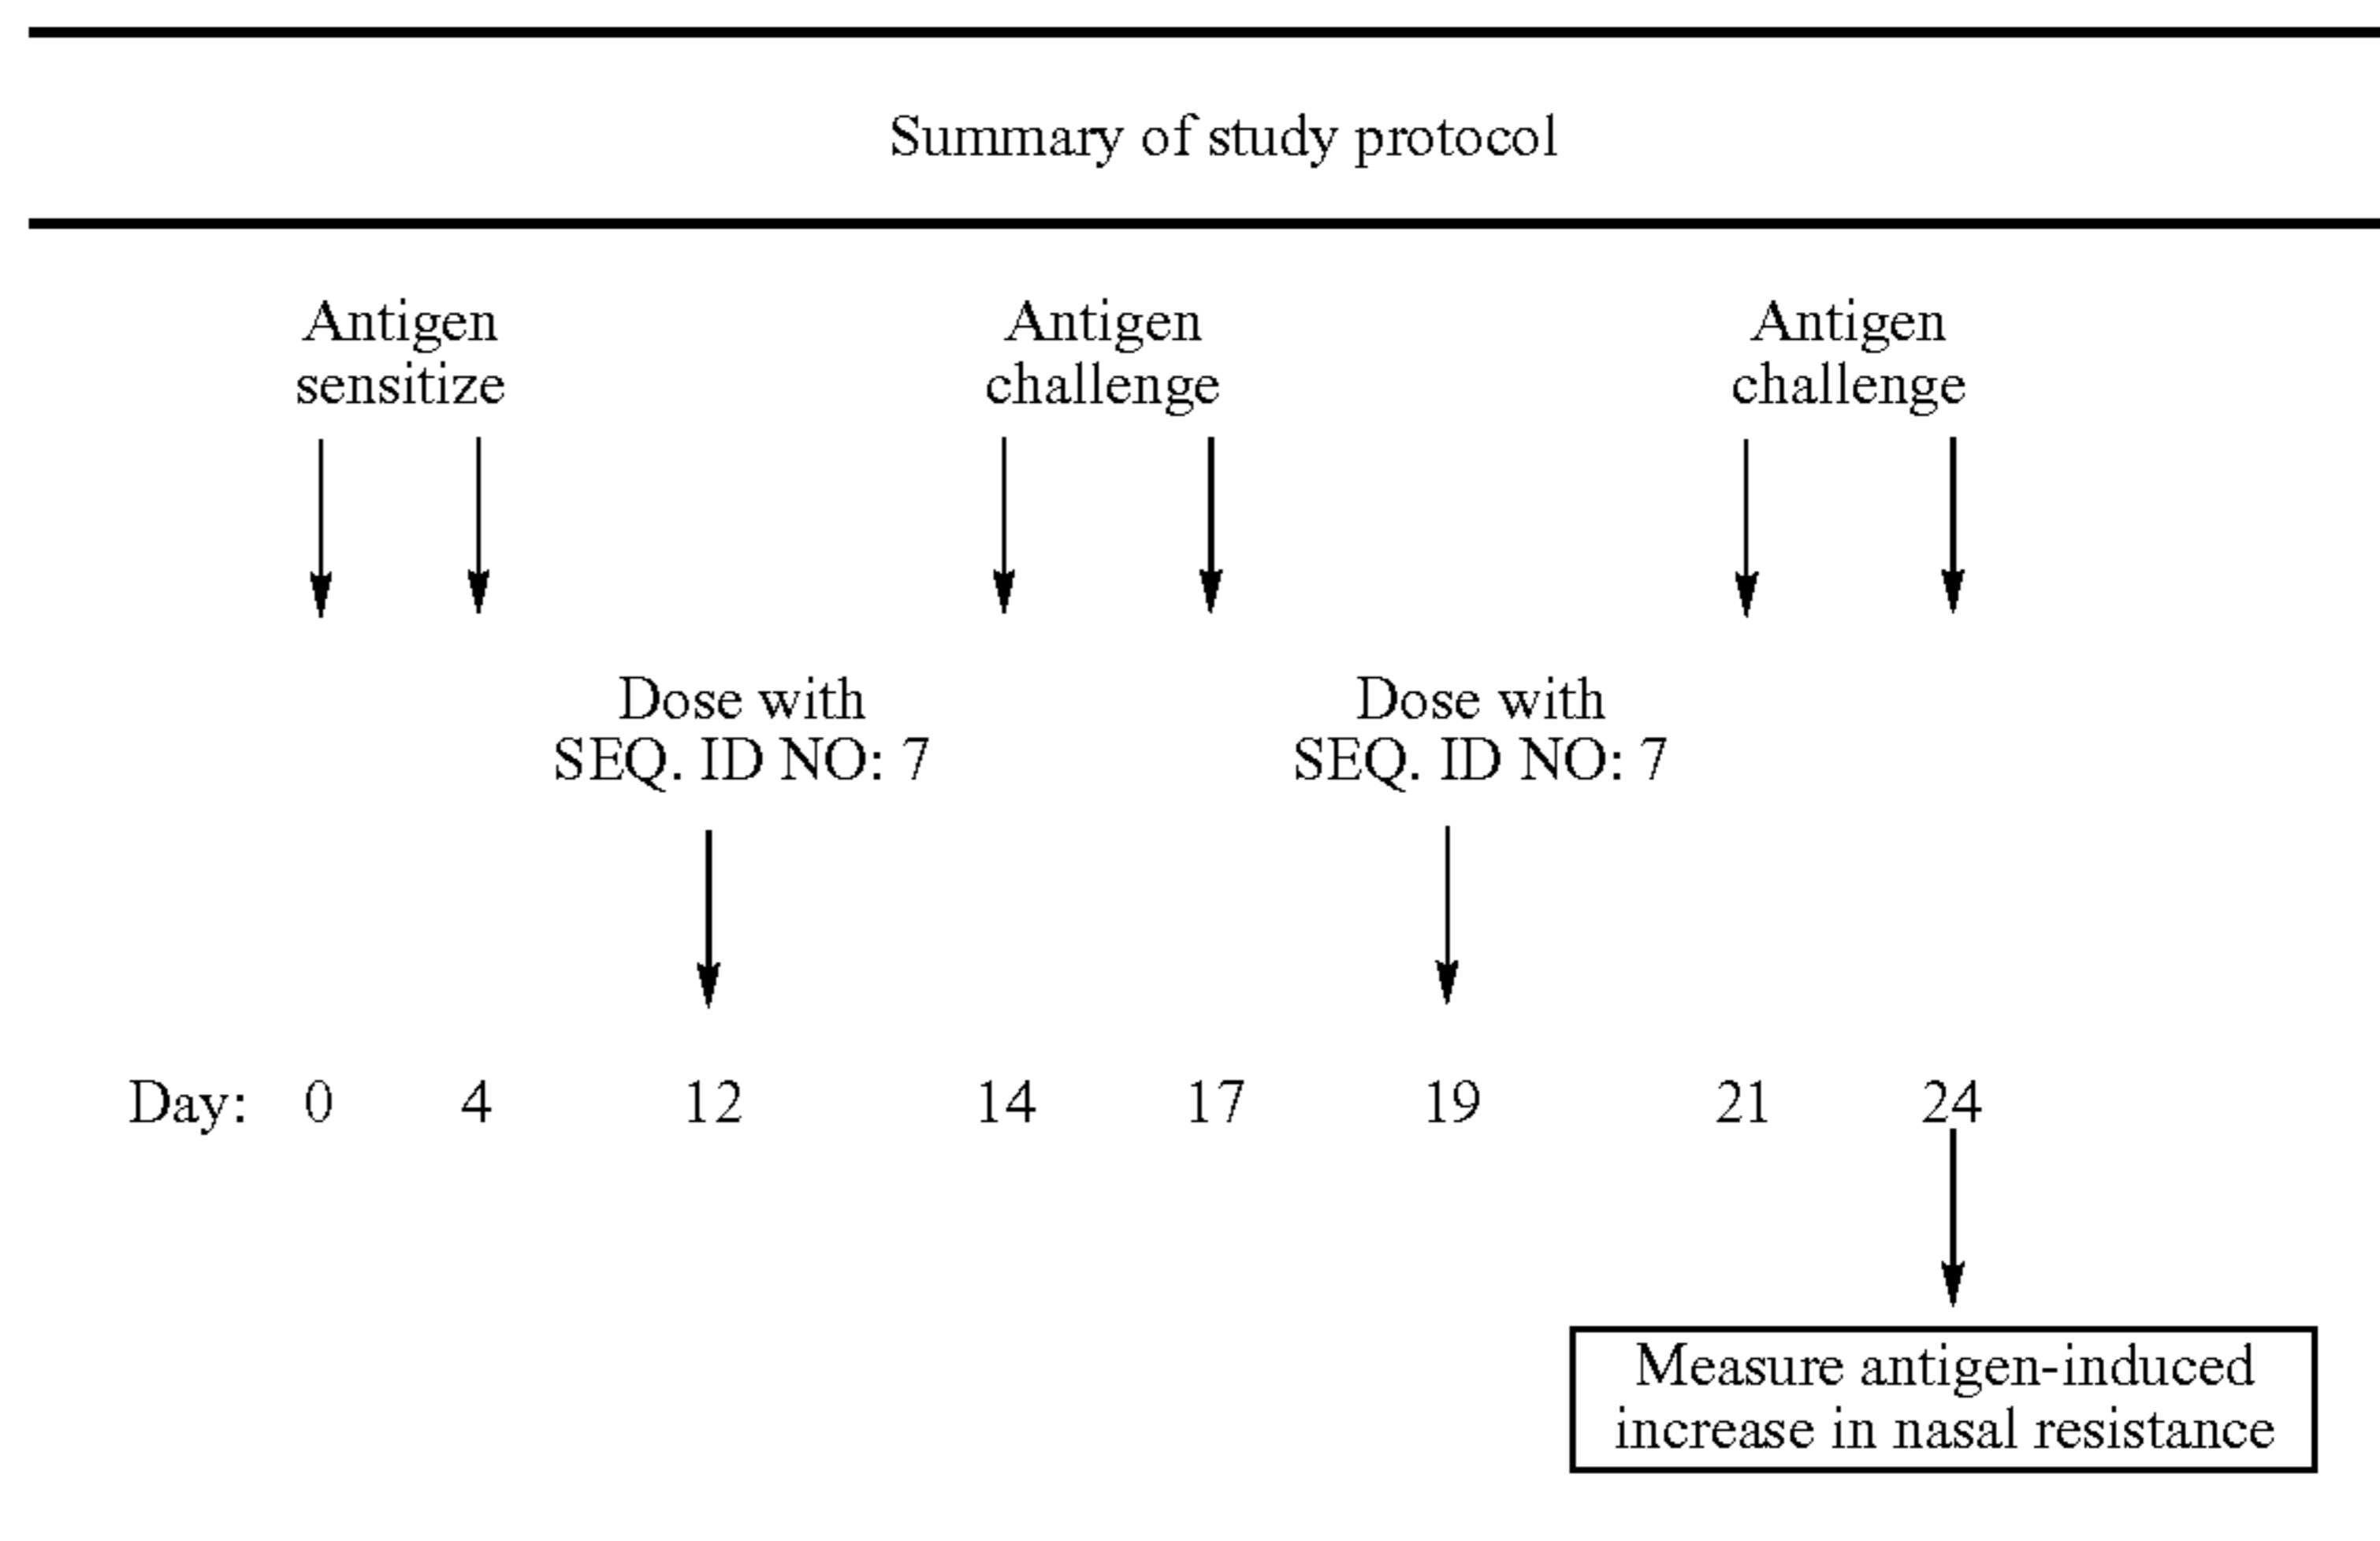 Summary of study protocol
Antigen
sensitize
Antigen
challenge
Antigen
challenge
Dose with
SEQ. ID NO: 7
Dose with
SEQ. ID NO: 7
Day: 0 4 12 14 17 19 21 24
Measure antigen-induced
increase in nasal resistance